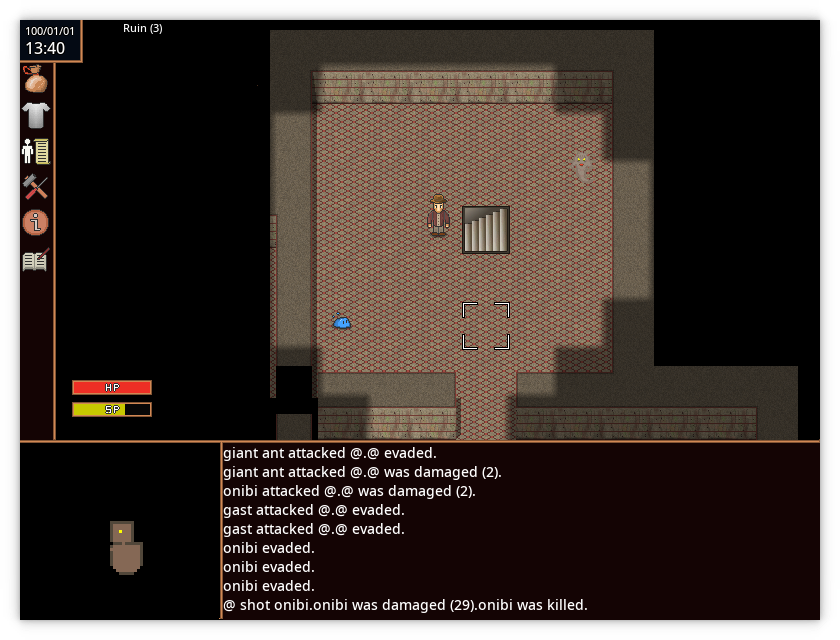 100/01/01
13:40
Ruin (3)
HP
SP
giant ant attacked @.@ evaded.
giant ant attacked @.@ was damaged (2).
onibi attacked @.@ was damaged (2).
gast attacked @.@ evaded.
gast attacked @.@ evaded.
onibi evaded.
onibi evaded.
onibi evaded.
@ shot onibi.onibi was damaged (29).onibi was killed.